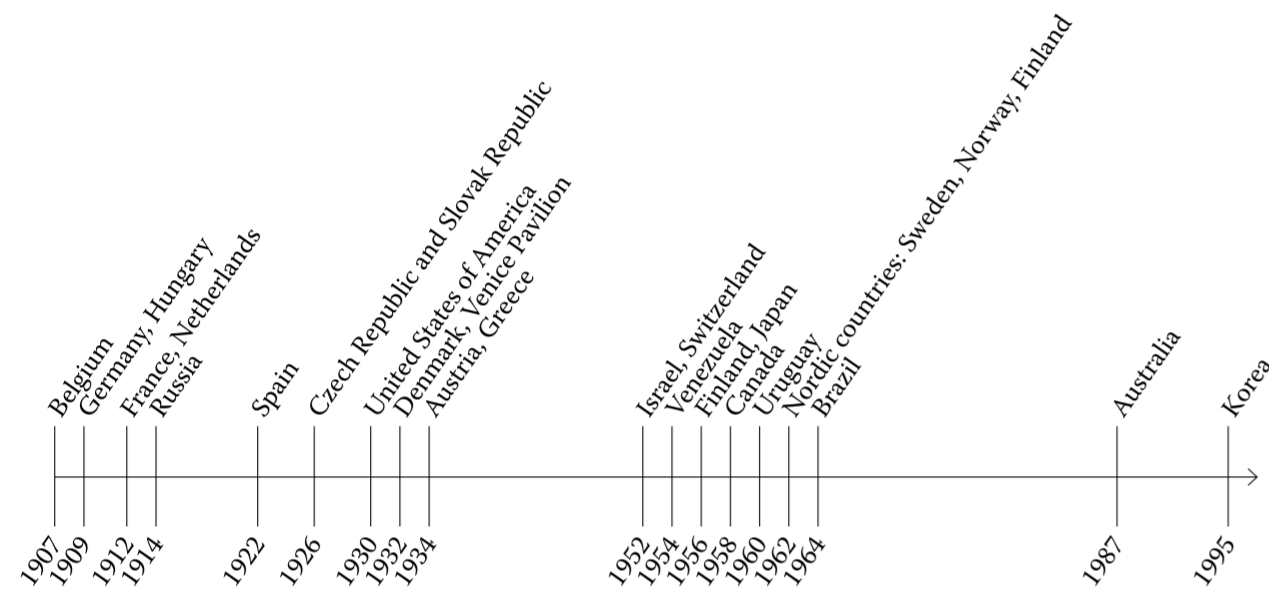 Belgium
Germany, Hungary
France, Netherlands
Russia
Spain
Czech Republic and Slovak Republic
United States of America
Denmark, Venice Pavilion
Austria, Greece
Israel, Switzerland
Venezuela
Finland, Japan
Canada
Uruguay
Nordic countries: Sweden, Norway, Finland
Brazil
Australia
Korea
1907
1909
1912
1914
1922
1926
1930
1932
1934
1952
1954
1956
1958
1960
1962
1964
1987
1995